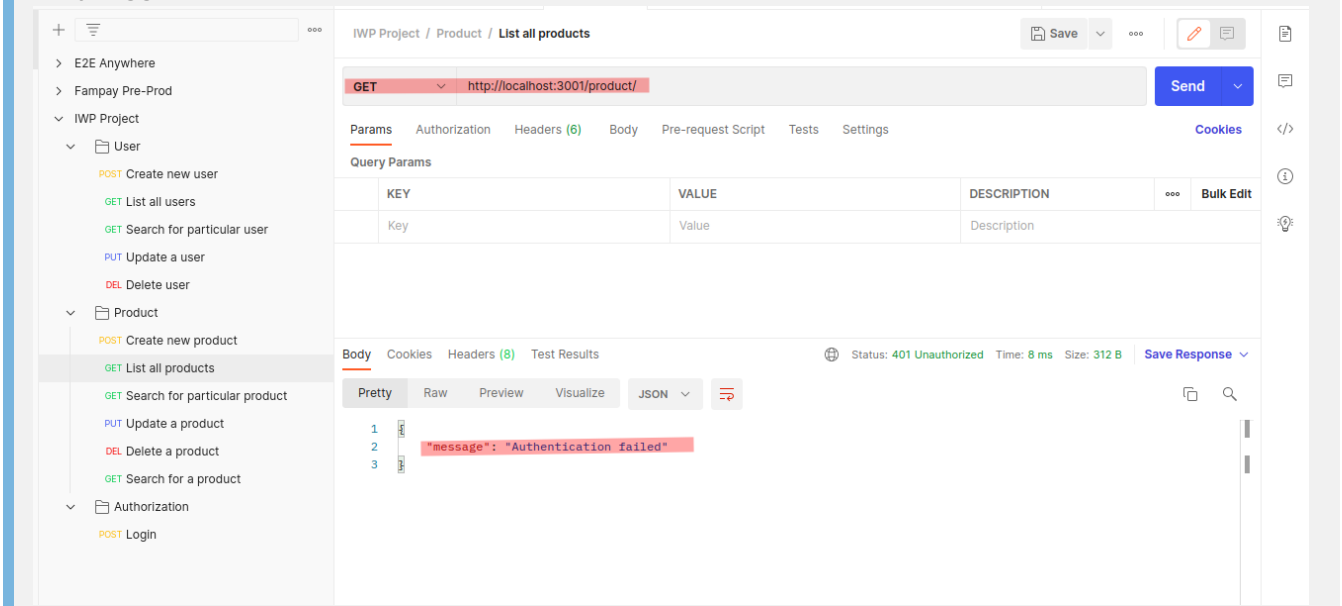 IWP Project / Product / List all products
Save
E2E Anywhere
Fampay Pre-Prod
IWP Project
User
POST Create new user
GET List all users
GET Search for particular user
PUT Update a user
DEL Delete user
Product
POST Create new product
GET List all products
GET Search for particular product
PUT Update a product
DEL Delete a product
GET Search for a product
Authorization
POST Login
GET http://localhost:3001/product/ Send
Params Authorization Headers (6) Body Pre-request Script Tests Settings Cookies
Query Params
KEY VALUE DESCRIPTION Bulk Edit
Key Value Description
Body Cookies Headers (8) Test Results Status: 401 Unauthorized Time: 8 ms Size: 312 B Save Response
Pretty Raw Preview Visualize JSON
1 {
2 "message": "Authentication failed"
3 }